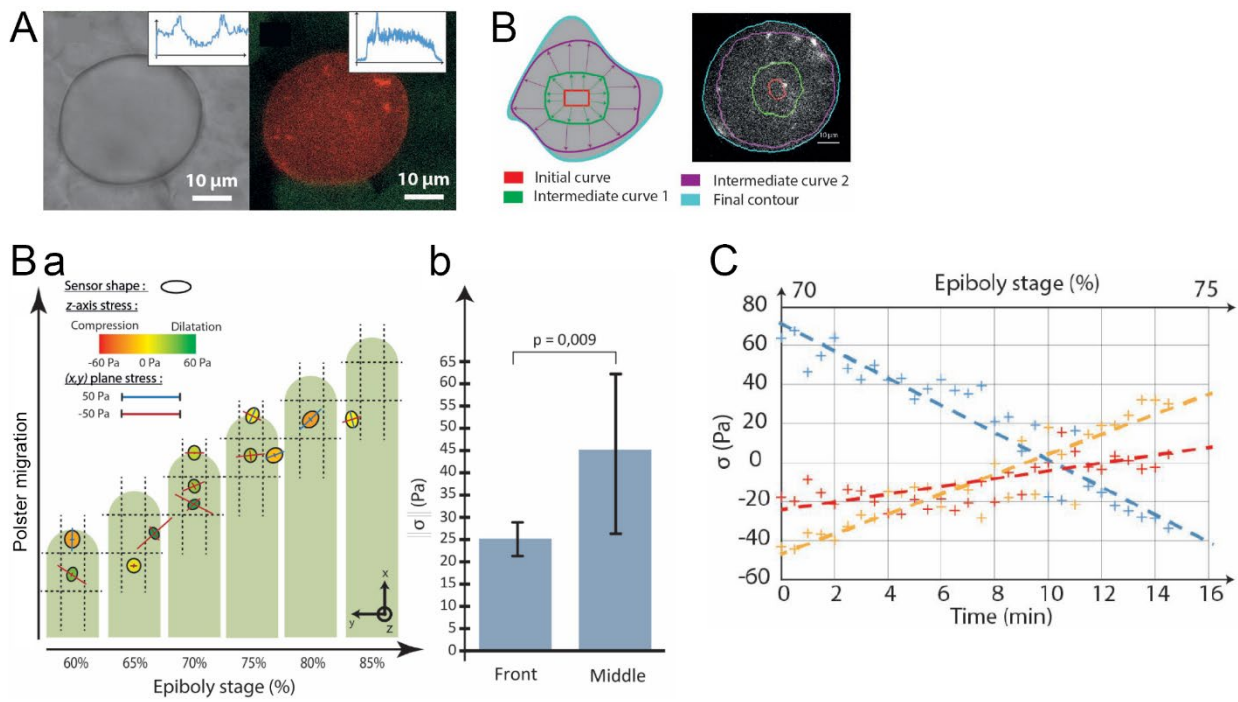 A
10 μm
10 μm
B
Initial curve
Intermediate curve 1
Intermediate curve 2
Final contour
10 μm
B a
Sensor shape :
z-axis stress :
Compression
Dilatation
-60 Pa
0 Pa
60 Pa
(x,y) plane stress :
50 Pa
-50 Pa
Polster migration
x
y
z
60%
65%
70%
75%
80%
85%
Epiboly stage (%)
b
p = 0,009
σ (Pa)
65
60
55
50
45
40
35
30
25
20
15
10
5
0
Front
Middle
C
Epiboly stage (%)
70
75
σ (Pa)
80
60
40
20
0
-20
-40
-60
0
2
4
6
8
10
12
14
16
Time (min)